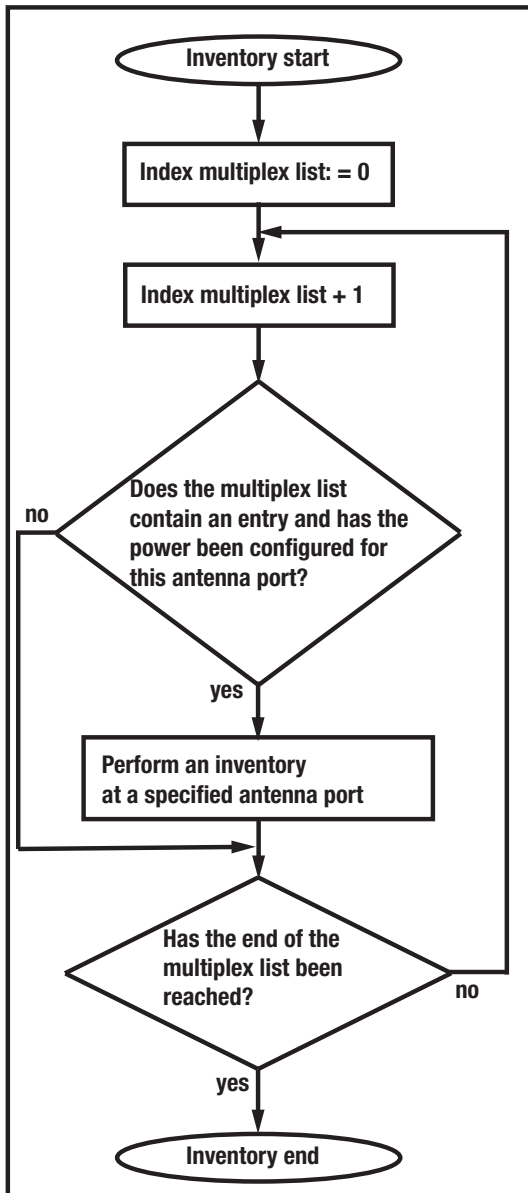 Inventory start
Index multiplex list: = 0
Index multiplex list + 1
Does the multiplex list
contain an entry and has the
power been configured for
this antenna port?
no
yes
Perform an inventory
at a specified antenna port
Has the end of the
multiplex list been
reached?
no
yes
Inventory end